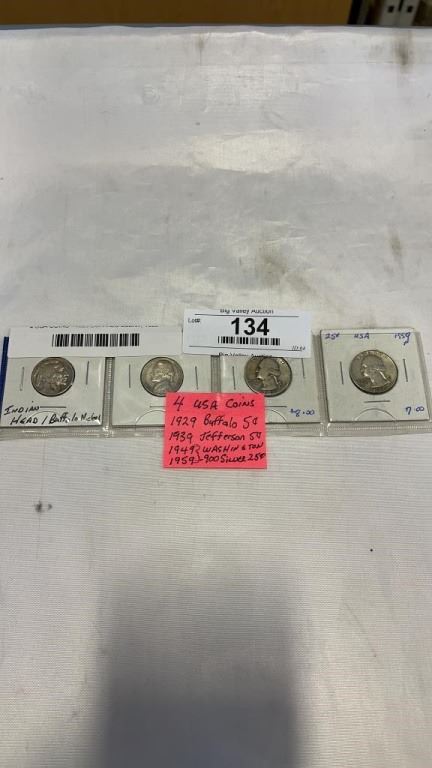 Big Valley Auction
Lot#:
134
25¢ USA 1959
$8.00
7.00
INDIAN
HEAD / Buffalo Nickel
4 USA Coins
1929 Buffalo 5¢
1939 Jefferson 5¢
1949 } WASHINGTON
1959 } .900 Silver 25¢